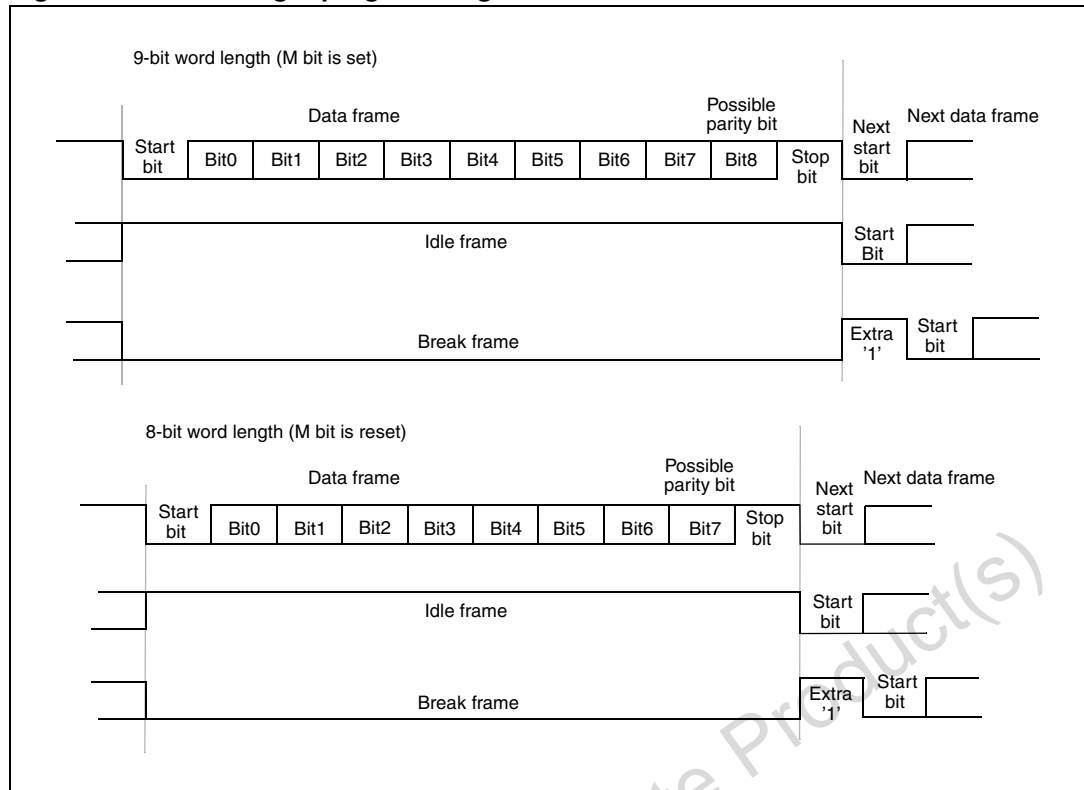 9-bit word length (M bit is set)
Data frame
Possible
parity bit
Next data frame
Start
bit
Bit0 Bit1 Bit2 Bit3 Bit4 Bit5 Bit6 Bit7 Bit8
Stop
bit
Next
start
bit
Idle frame
Start
Bit
Break frame
Extra
'1'
Start
bit
8-bit word length (M bit is reset)
Data frame
Possible
parity bit
Next data frame
Start
bit
Bit0 Bit1 Bit2 Bit3 Bit4 Bit5 Bit6 Bit7
Stop
bit
Next
start
bit
Idle frame
Start
bit
Break frame
Extra
'1'
Start
bit
Product(s)